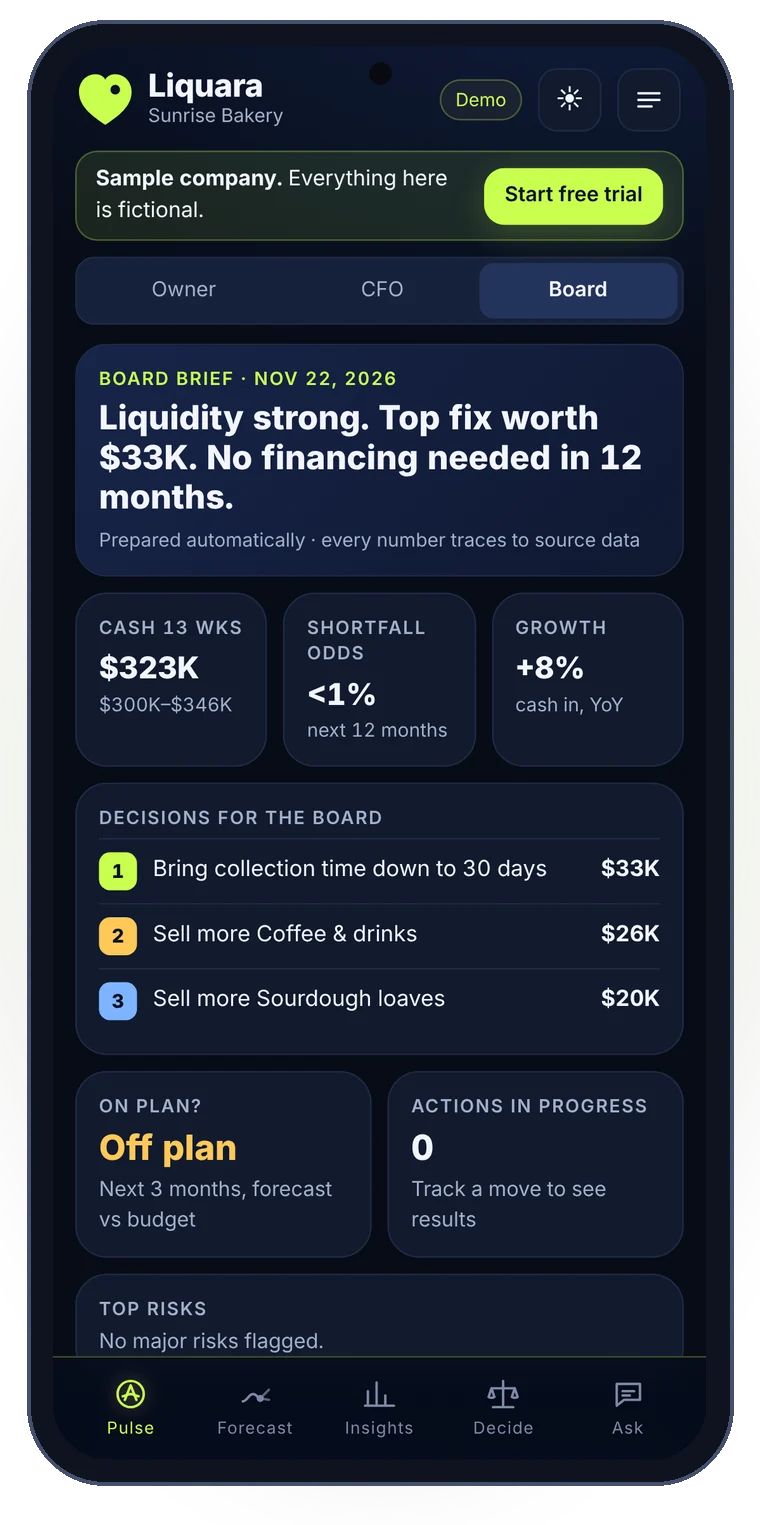 Liquara
Sunrise Bakery
Demo
Sample company. Everything here
is fictional.
Start free trial
Owner
CFO
Board
BOARD BRIEF · NOV 22, 2026
Liquidity strong. Top fix worth
$33K. No financing needed in 12
months.
Prepared automatically · every number traces to source data
CASH 13 WKS
$323K
$300K–$346K
SHORTFALL
ODDS
<1%
next 12 months
GROWTH
+8%
cash in, YoY
DECISIONS FOR THE BOARD
1 Bring collection time down to 30 days $33K
2 Sell more Coffee & drinks $26K
3 Sell more Sourdough loaves $20K
ON PLAN?
Off plan
Next 3 months, forecast
vs budget
ACTIONS IN PROGRESS
0
Track a move to see
results
TOP RISKS
No major risks flagged.
Pulse
Forecast
Insights
Decide
Ask